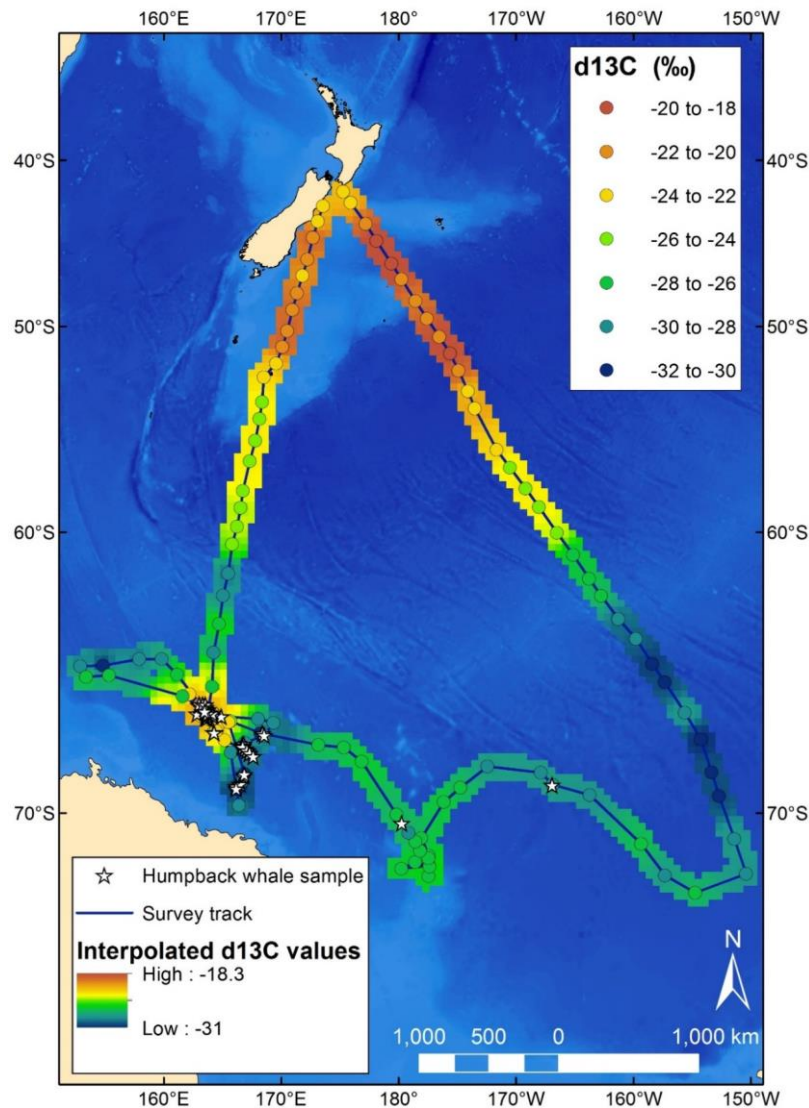 160°E 170°E 180° 170°W 160°W 150°W
d13C (‰)
-20 to -18
-22 to -20
-24 to -22
-26 to -24
-28 to -26
-30 to -28
-32 to -30
40°S 40°S
50°S 50°S
60°S 60°S
70°S 70°S
Humpback whale sample
Survey track
Interpolated d13C values
High : -18.3
Low : -31
N
1,000 500 0 1,000 km
160°E 170°E 180° 170°W 160°W 150°W